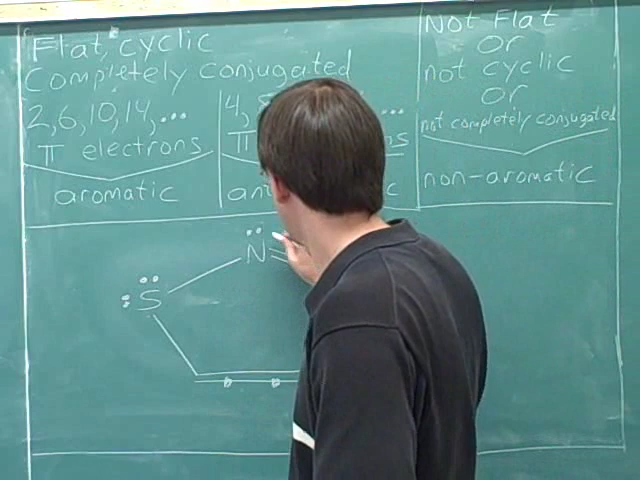 Flat, cyclic
Completely conjugated
2, 6, 10, 14, ...
π electrons
aromatic
4, ...
π
Not Flat
or
not cyclic
or
not completely conjugated
non-aromatic
N
S